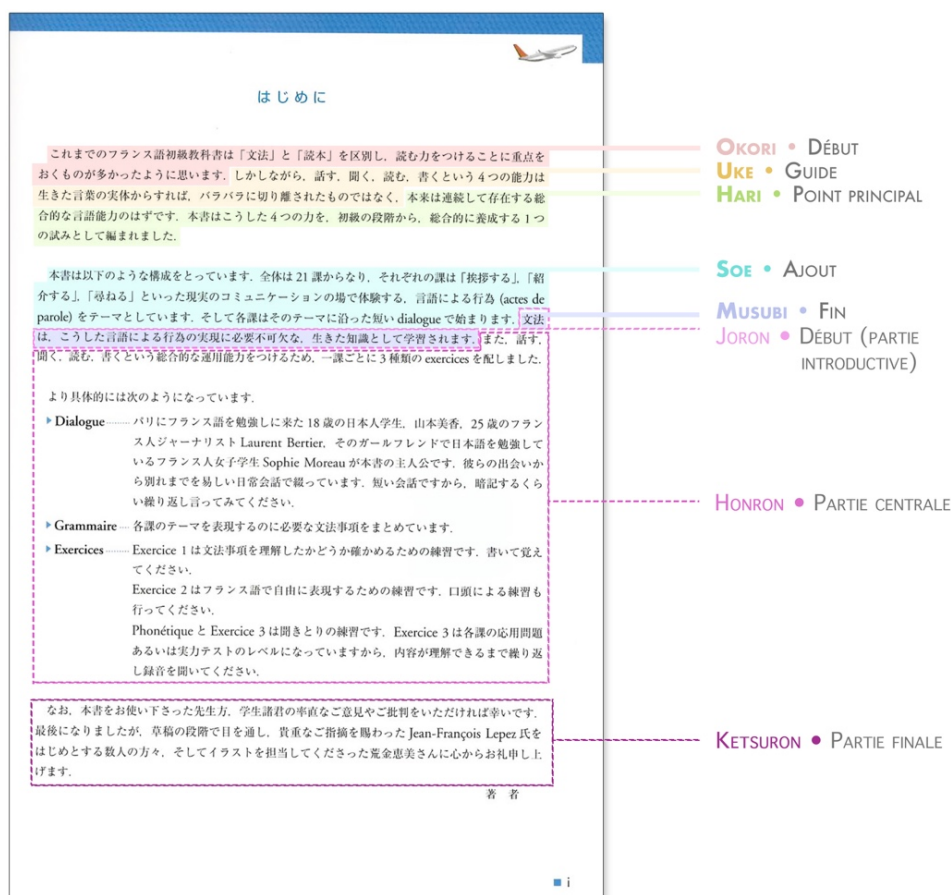 はじめに
これまでのフランス語初級教科書は「文法」と「読本」を区別し，読む力をつけることに重点を
おくものが多かったように思います．しかしながら，話す，聞く，読む，書くという4つの能力は
生きた言葉の実体からすれば，バラバラに切り離されたものではなく，本来は連続して存在する総
合的な言語能力のはずです．本書はこうした4つの力を，初級の段階から，総合的に養成する1つ
の試みとして編まれました．
本書は以下のような構成をとっています．全体は21課からなり，それぞれの課は「挨拶する」，「紹
介する」，「尋ねる」といった現実のコミュニケーションの場で体験する，言語による行為 (actes de
parole) をテーマとしています．そして各課はそのテーマに沿った短い dialogue で始まります．文法
は，こうした言語による行為の実現に必要不可欠な，生きた知識として学習されます．また，話す，
聞く，読む，書くという総合的な運用能力をつけるため，一課ごとに3種類の exercices を配しました．
より具体的には次のようになっています．
Dialogue ········ パリにフランス語を勉強しに来た18歳の日本人学生，山本美香，25歳のフラン
ス人ジャーナリスト Laurent Bertier，そのガールフレンドで日本語を勉強して
いるフランス人女子学生 Sophie Moreau が本書の主人公です．彼らの出会いか
ら別れまでを易しい日常会話で綴っています．短い会話ですから，暗記するくら
い繰り返し言ってみてください．
Grammaire ···· 各課のテーマを表現するのに必要な文法事項をまとめています．
Exercices ········ Exercice 1 は文法事項を理解したかどうか確かめるための練習です．書いて覚え
てください．
Exercice 2 はフランス語で自由に表現するための練習です．口頭による練習も
行ってください．
Phonétique と Exercice 3 は聞きとりの練習です．Exercice 3 は各課の応用問題
あるいは実力テストのレベルになっていますから，内容が理解できるまで繰り返
し録音を聞いてください．
なお，本書をお使い下さった先生方，学生諸君の率直なご意見やご批判をいただければ幸いです．
最後になりましたが，草稿の段階で目を通し，貴重なご指摘を賜わった Jean-François Lepez 氏を
はじめとする数人の方々，そしてイラストを担当してくださった荒金恵美さんに心からお礼申し上
げます．
著 者
i
OKORI • DÉBUT
UKE • GUIDE
HARI • POINT PRINCIPAL
SOE • AJOUT
MUSUBI • FIN
JORON • DÉBUT (PARTIE
INTRODUCTIVE)
HONRON • PARTIE CENTRALE
KETSURON • PARTIE FINALE